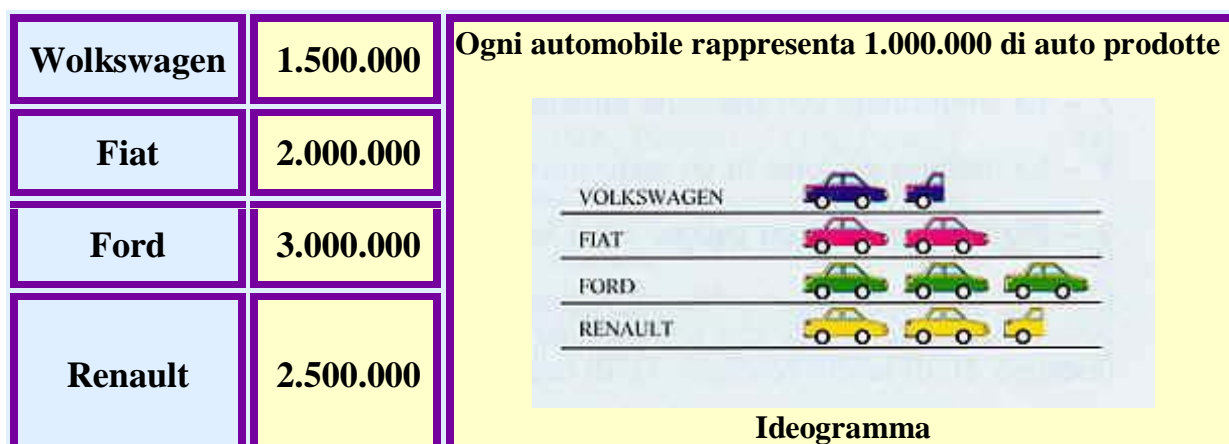 Wolkswagen 1.500.000
Fiat 2.000.000
Ford 3.000.000
Renault 2.500.000
Ogni automobile rappresenta 1.000.000 di auto prodotte
VOLKSWAGEN
FIAT
FORD
RENAULT
Ideogramma